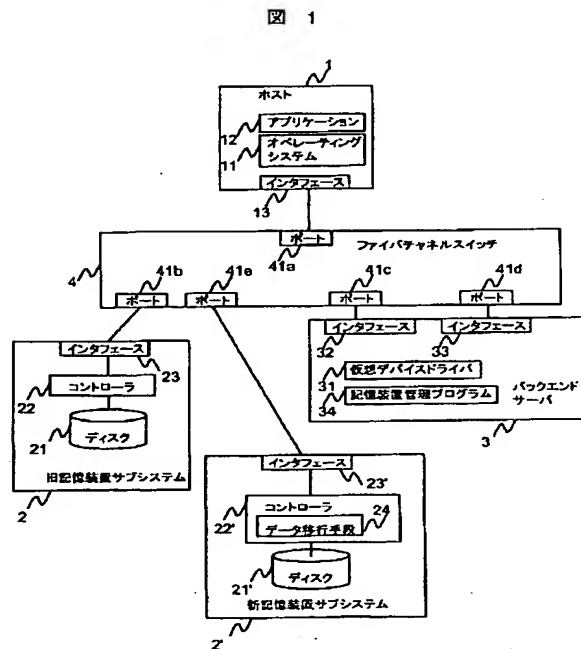 図 1
1
ホスト
12
アプリケーション
11
オペレーティング
システム
インタフェース
13
ポート
41a
ファイバチャネルスイッチ
4
41b
41e
41c
41d
ポート
ポート
ポート
ポート
インタフェース
23
22
コントローラ
21
ディスク
旧記憶装置サブシステム
2
インタフェース
インタフェース
32
33
31
仮想デバイスドライバ
34
記憶装置管理プログラム
バックエンド
サーバ
3
インタフェース
23'
22'
コントローラ
データ移行手段
24
21'
ディスク
新記憶装置サブシステム
2'